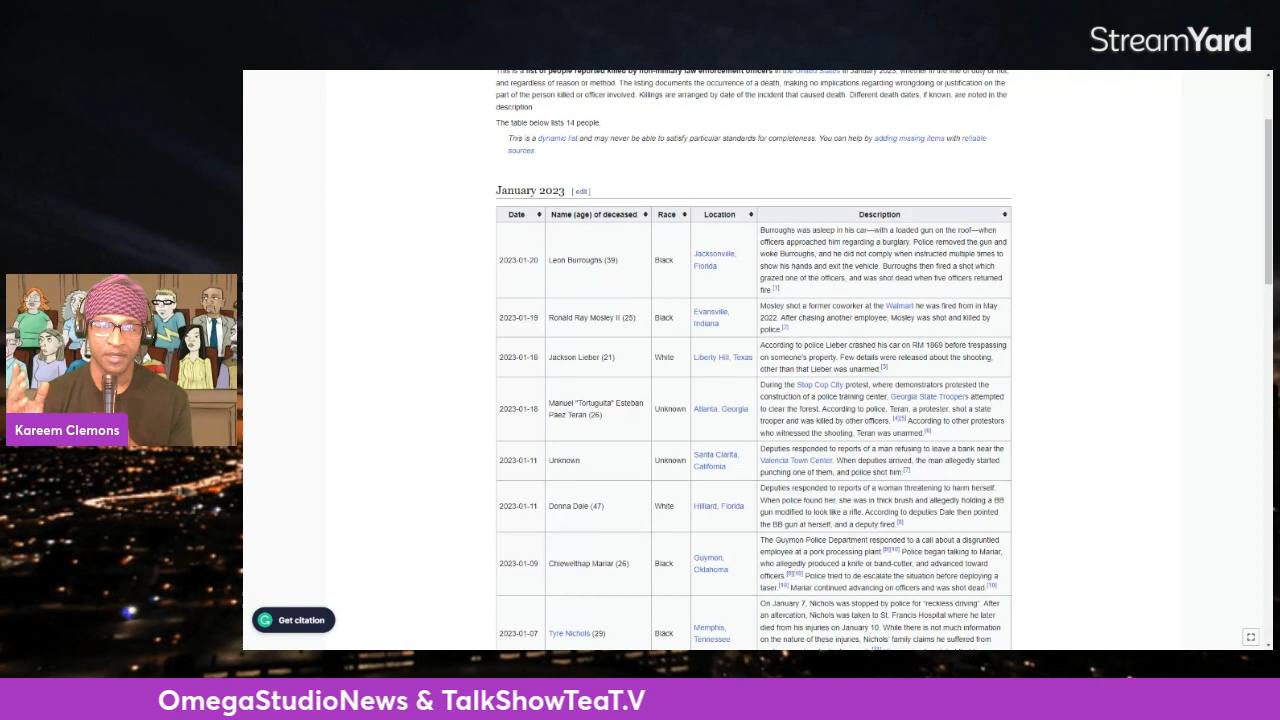 StreamYard
This is a list of people reported killed by non-military law enforcement officers in the United States in January 2023, whether in the line of duty or not,
and regardless of reason or method. The listing documents the occurrence of a death, making no implications regarding wrongdoing or justification on the
part of the person killed or officer involved. Killings are arranged by date of the incident that caused death. Different death dates, if known, are noted in the
description.
The table below lists 14 people.
This is a dynamic list and may never be able to satisfy particular standards for completeness. You can help by adding missing items with reliable
sources.
January 2023 [ edit ]
Date Name (age) of deceased Race Location Description
2023-01-20 Leon Burroughs (39) Black Jacksonville,
Florida
Burroughs was asleep in his car—with a loaded gun on the roof—when
officers approached him regarding a burglary. Police removed the gun and
woke Burroughs, and he did not comply when instructed multiple times to
show his hands and exit the vehicle. Burroughs then fired a shot which
grazed one of the officers, and was shot dead when five officers returned
fire.[1]
2023-01-19 Ronald Ray Mosley II (25) Black Evansville,
Indiana
Mosley shot a former coworker at the Walmart he was fired from in May
2022. After chasing another employee, Mosley was shot and killed by
police.[2]
2023-01-18 Jackson Lieber (21) White Liberty Hill, Texas
According to police Lieber crashed his car on RM 1869 before trespassing
on someone's property. Few details were released about the shooting,
other than that Lieber was unarmed.[3]
2023-01-18 Manuel "Tortuguita" Esteban
Paez Teran (26)
Unknown Atlanta, Georgia
During the Stop Cop City protest, where demonstrators protested the
construction of a police training center, Georgia State Troopers attempted
to clear the forest. According to police, Teran, a protester, shot a state
trooper and was killed by other officers. [4][5] According to other protestors
who witnessed the shooting, Teran was unarmed.[6]
2023-01-11 Unknown Unknown Santa Clarita,
California
Deputies responded to reports of a man refusing to leave a bank near the
Valencia Town Center. When deputies arrived, the man allegedly started
punching one of them, and police shot him.[7]
2023-01-11 Donna Dale (47) White Hilliard, Florida
Deputies responded to reports of a woman threatening to harm herself.
When police found her, she was in thick brush and allegedly holding a BB
gun modified to look like a rifle. According to deputies Dale then pointed
the BB gun at herself, and a deputy fired.[8]
2023-01-09 Chiewelthap Mariar (26) Black Guymon,
Oklahoma
The Guymon Police Department responded to a call about a disgruntled
employee at a pork processing plant.[9][10] Police began talking to Mariar,
who allegedly produced a knife or band-cutter, and advanced toward
officers.[9][10] Police tried to de-escalate the situation before deploying a
taser.[10] Mariar continued advancing on officers and was shot dead.[10]
2023-01-07 Tyre Nichols (29) Black Memphis,
Tennessee
On January 7, Nichols was stopped by police for "reckless driving". After
an altercation, Nichols was taken to St. Francis Hospital where he later
died from his injuries on January 10. While there is not much information
on the nature of these injuries, Nichols' family claims he suffered from
Kareem Clemons
Get citation
OmegaStudioNews & TalkShowTeaT.V